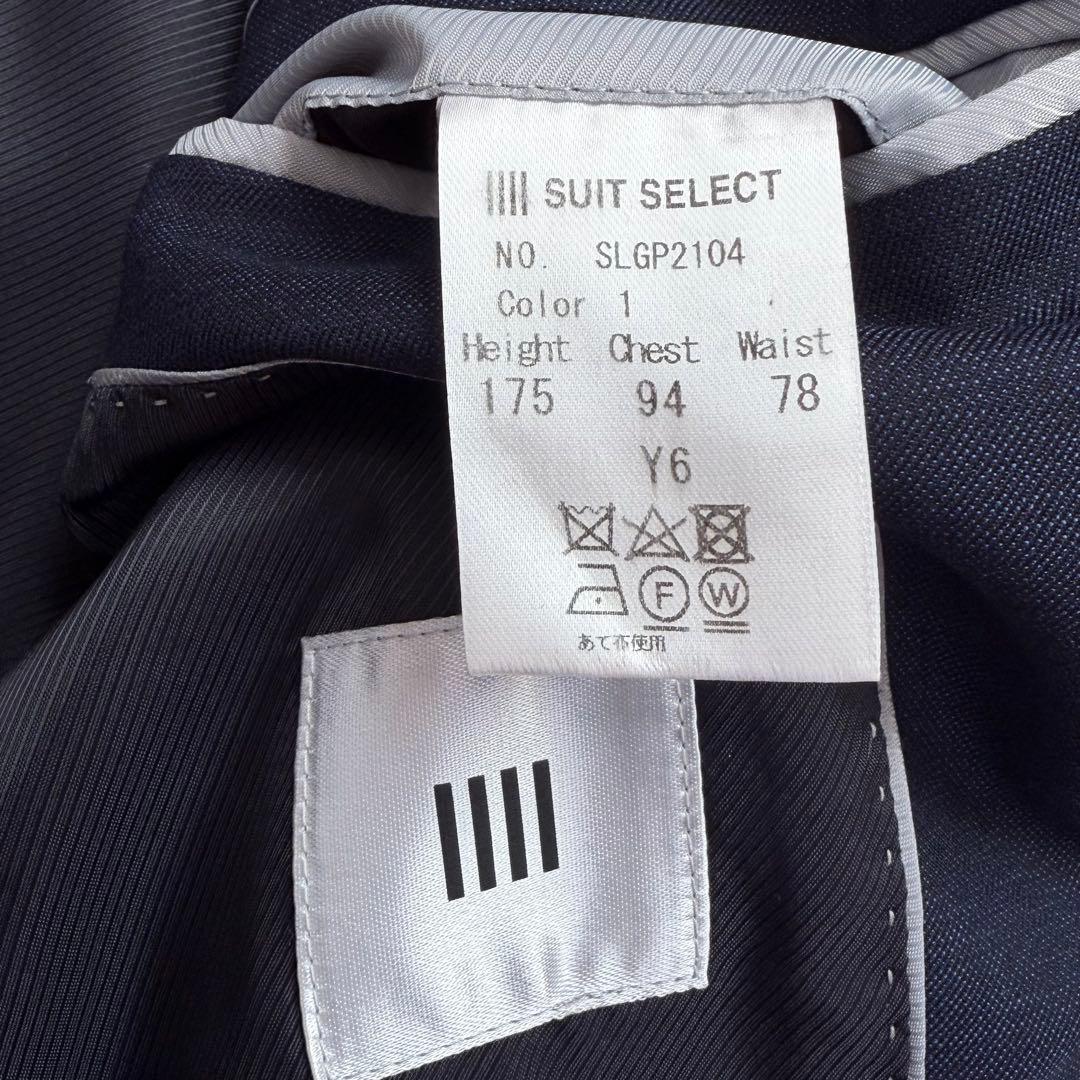 SUIT SELECT
NO. SLGP2104
Color 1
Height Chest Waist
175 94 78
Y6
F W
あて布使用